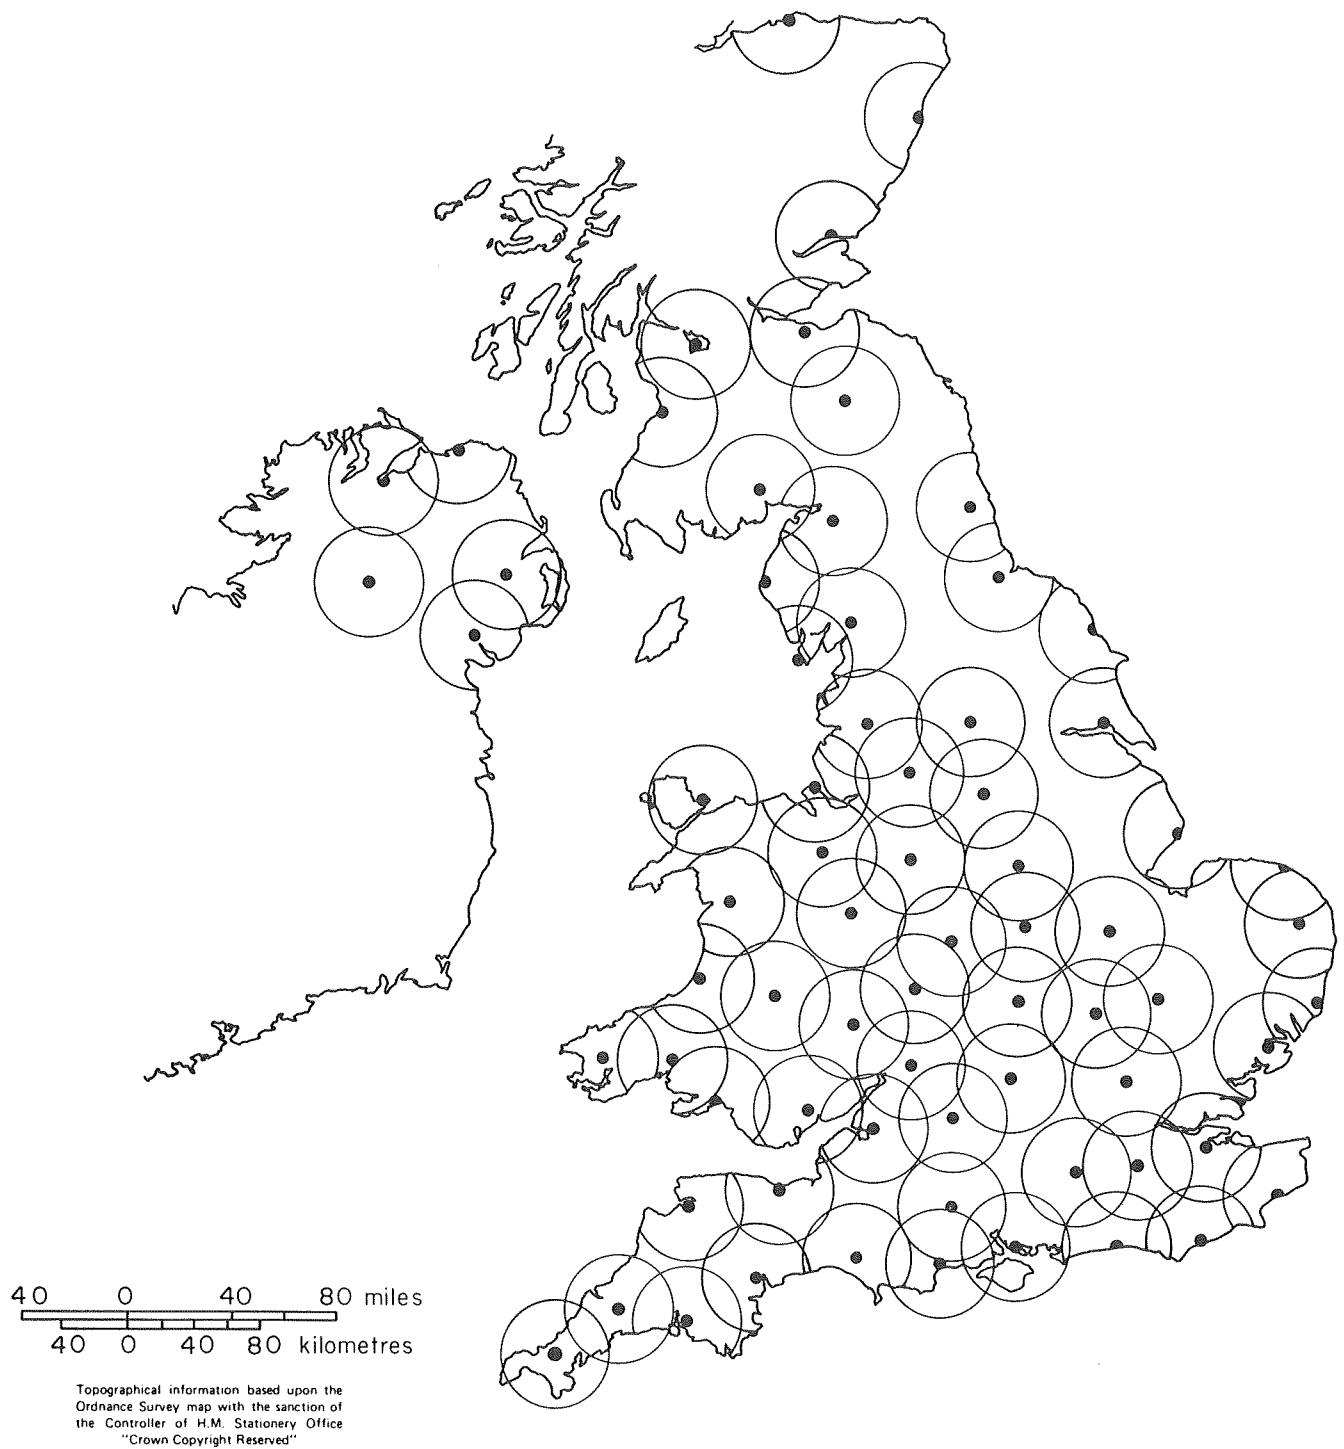 40 0 40 80 miles
40 0 40 80 kilometres
Topographical information based upon the
Ordnance Survey map with the sanction of
the Controller of H.M. Stationery Office
"Crown Copyright Reserved"